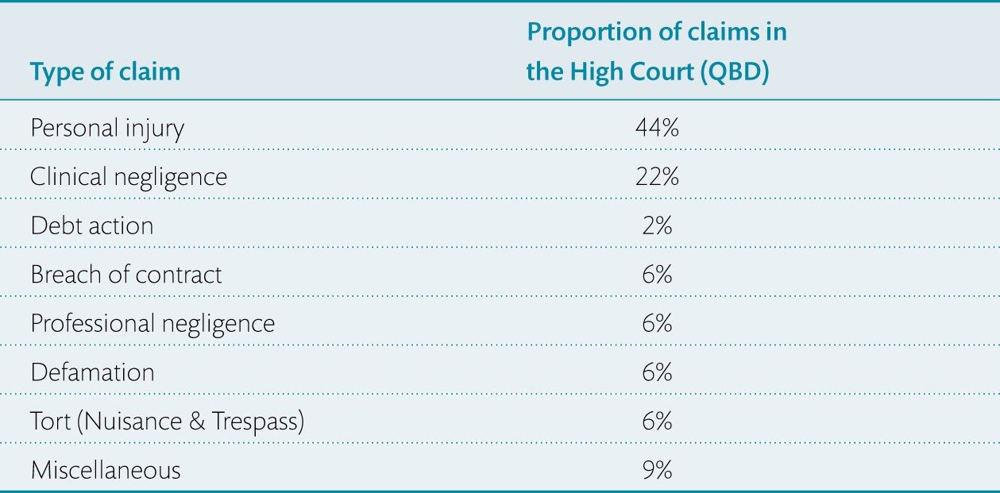 Type of claim Proportion of claims in
the High Court (QBD)
Personal injury 44%
Clinical negligence 22%
Debt action 2%
Breach of contract 6%
Professional negligence 6%
Defamation 6%
Tort (Nuisance & Trespass) 6%
Miscellaneous 9%